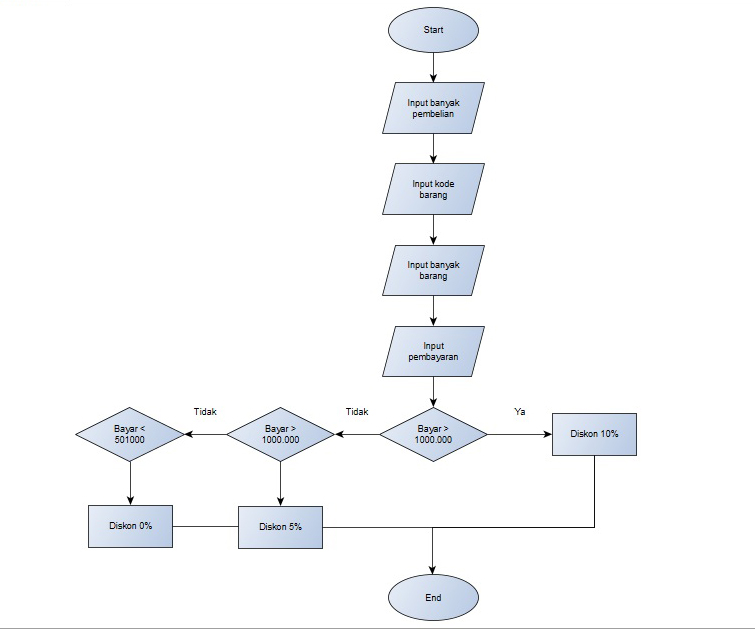 Start
Input banyak
pembelian
Input kode
barang
Input banyak
barang
Input
pembayaran
Tidak
Tidak
Ya
Bayar <
501000
Bayar >
1000.000
Bayar >
1000.000
Diskon 10%
Diskon 0%
Diskon 5%
End